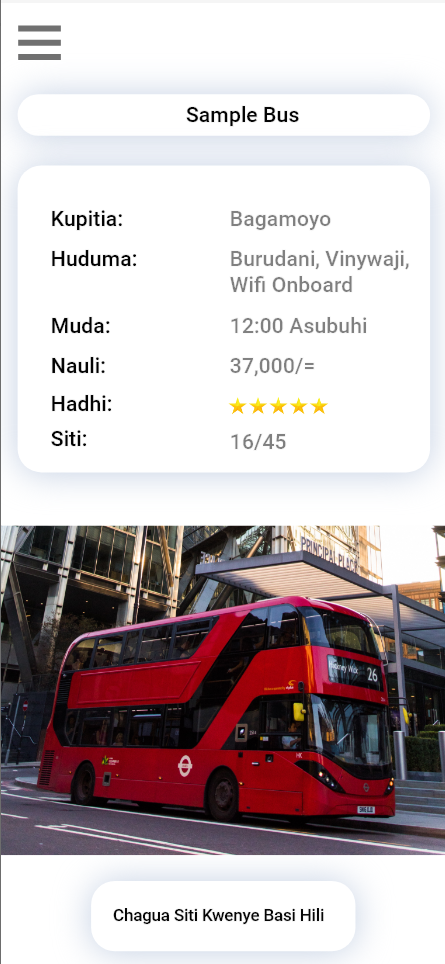 Sample Bus
Kupitia: Bagamoyo
Huduma: Burudani, Vinywaji,
Wifi Onboard
Muda: 12:00 Asubuhi
Nauli: 37,000/=
Hadhi:
Siti: 16/45
PRINCIPAL PLACE
Hackney Wick 26
Chagua Siti Kwenye Basi Hili